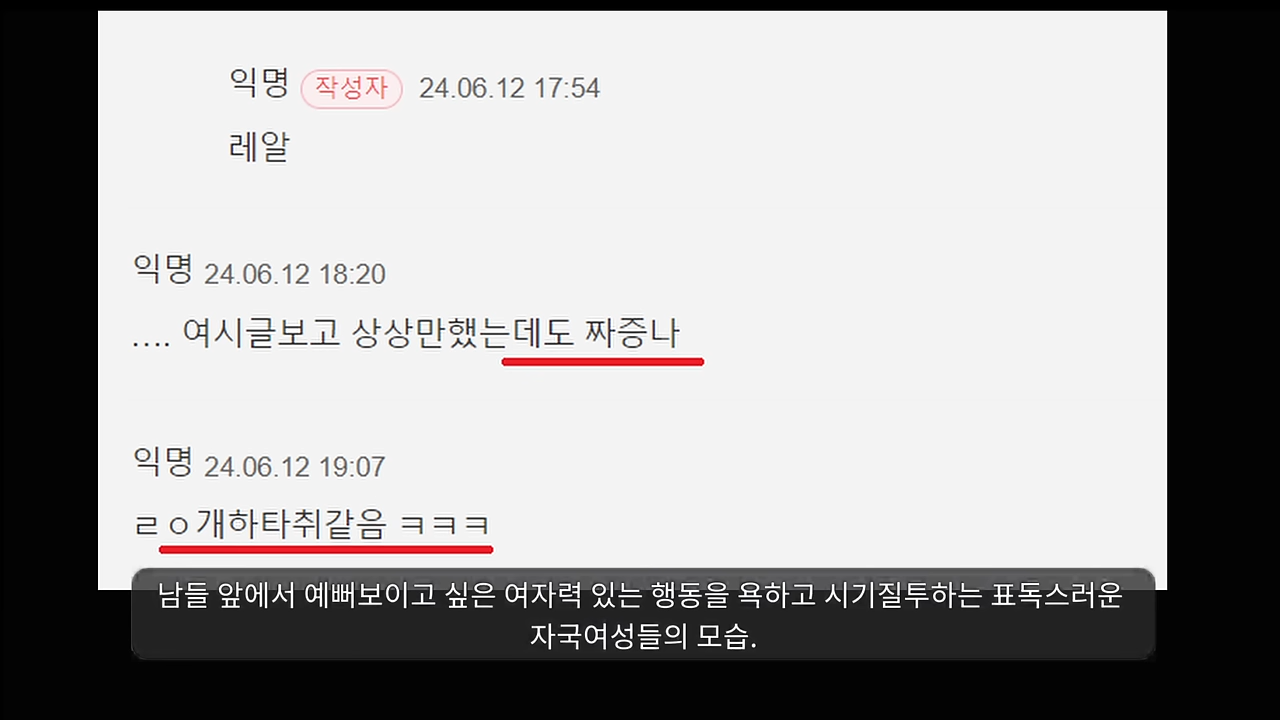 익명 작성자 24.06.12 17:54
레알
익명 24.06.12 18:20
.... 여시글보고 상상만했는데도 짜증나
익명 24.06.12 19:07
ㄹㅇ개하타취같음 ㅋㅋㅋ
남들 앞에서 예뻐보이고 싶은 여자력 있는 행동을 욕하고 시기질투하는 표독스러운
자국여성들의 모습.